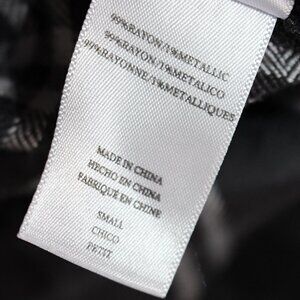 99%RAYON/1%METALLIC
99%RAYON/1%METALICO
99%RAYONNE/1%METALLIQUES
MADE IN CHINA
HECHO EN CHINA
FABRIQUÉ EN CHINE
SMALL
CHICO
PETIT